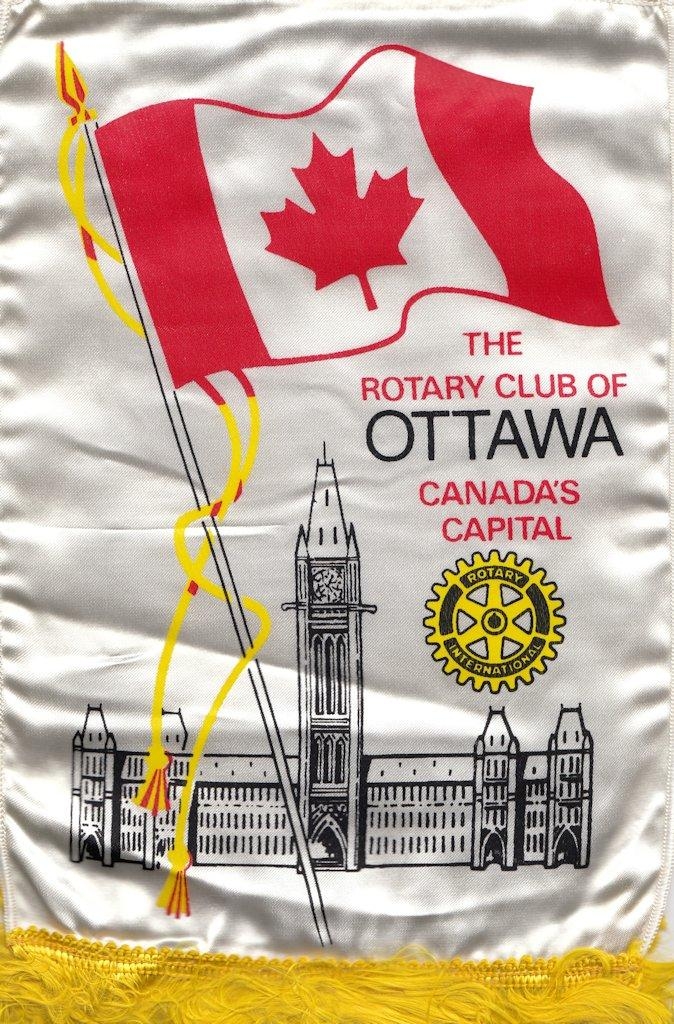 THE
ROTARY CLUB OF
OTTAWA
CANADA'S
CAPITAL
ROTARY
INTERNATIONAL